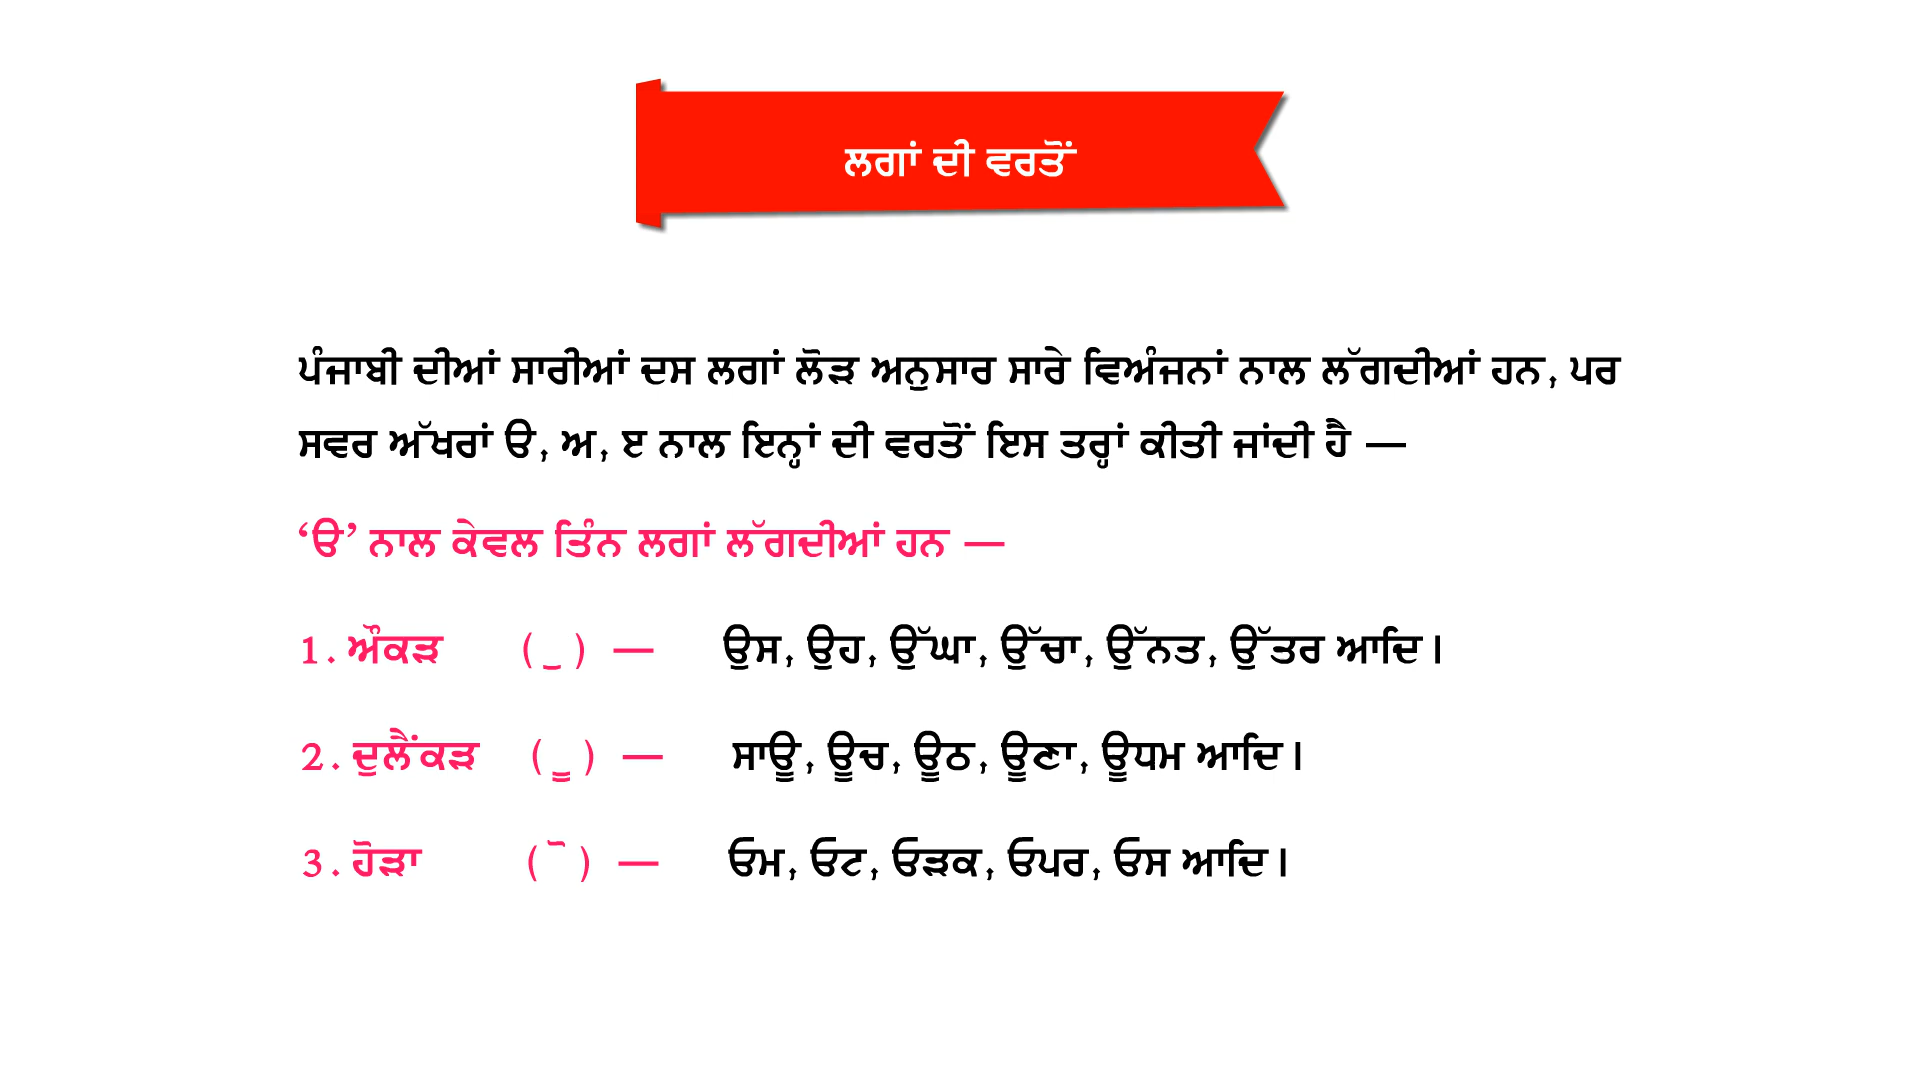 ਲਗਾਂ ਦੀ ਵਰਤੋਂ
ਪੰਜਾਬੀ ਦੀਆਂ ਸਾਰੀਆਂ ਦਸ ਲਗਾਂ ਲੋੜ ਅਨੁਸਾਰ ਸਾਰੇ ਵਿਅੰਜਨਾਂ ਨਾਲ ਲੱਗਦੀਆਂ ਹਨ, ਪਰ
ਸਵਰ ਅੱਖਰਾਂ ੳ, ਅ, ੲ ਨਾਲ ਇਨ੍ਹਾਂ ਦੀ ਵਰਤੋਂ ਇਸ ਤਰ੍ਹਾਂ ਕੀਤੀ ਜਾਂਦੀ ਹੈ —
‘ੳ’ ਨਾਲ ਕੇਵਲ ਤਿੰਨ ਲਗਾਂ ਲੱਗਦੀਆਂ ਹਨ —
1. ਔਕੜ ( ੁ ) — ਉਸ, ਉਹ, ਉੱਘਾ, ਉੱਚਾ, ਉੱਨਤ, ਉੱਤਰ ਆਦਿ।
2. ਦੁਲੈਂਕੜ ( ੂ ) — ਸਾਊ, ਊਚ, ਊਠ, ਊਣਾ, ਊਧਮ ਆਦਿ।
3. ਹੋੜਾ ( ੋ ) — ਓਮ, ਓਟ, ਓੜਕ, ਓਪਰ, ਓਸ ਆਦਿ।